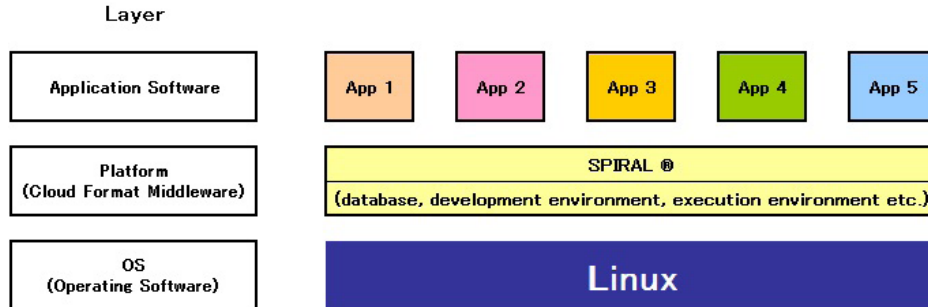 Layer
Application Software
App 1
App 2
App 3
App 4
App 5
Platform
(Cloud Format Middleware)
SPIRAL ®
(database, development environment, execution environment etc.)
OS
(Operating Software)
Linux